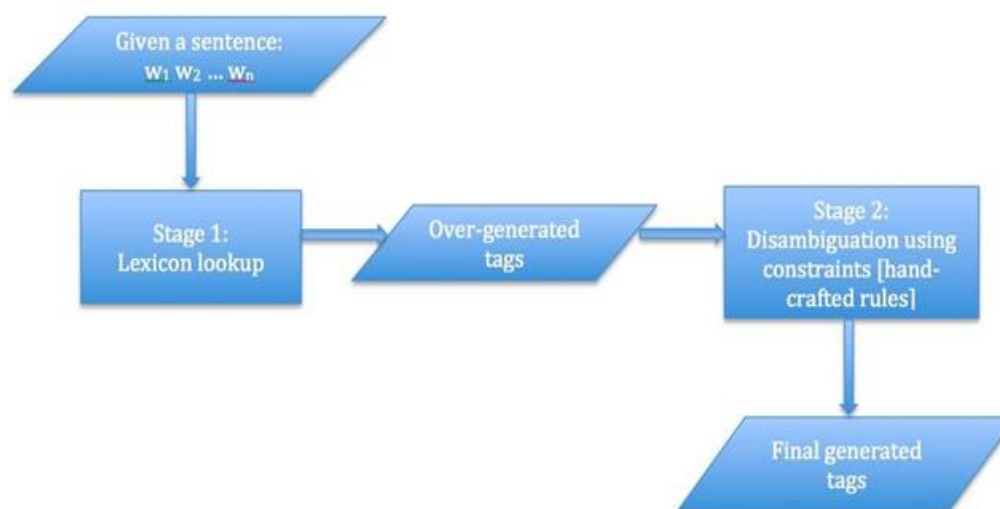 Given a sentence:
w1 w2 ... wn
Stage 1:
Lexicon lookup
Over-generated
tags
Stage 2:
Disambiguation using
constraints [hand-
crafted rules]
Final generated
tags